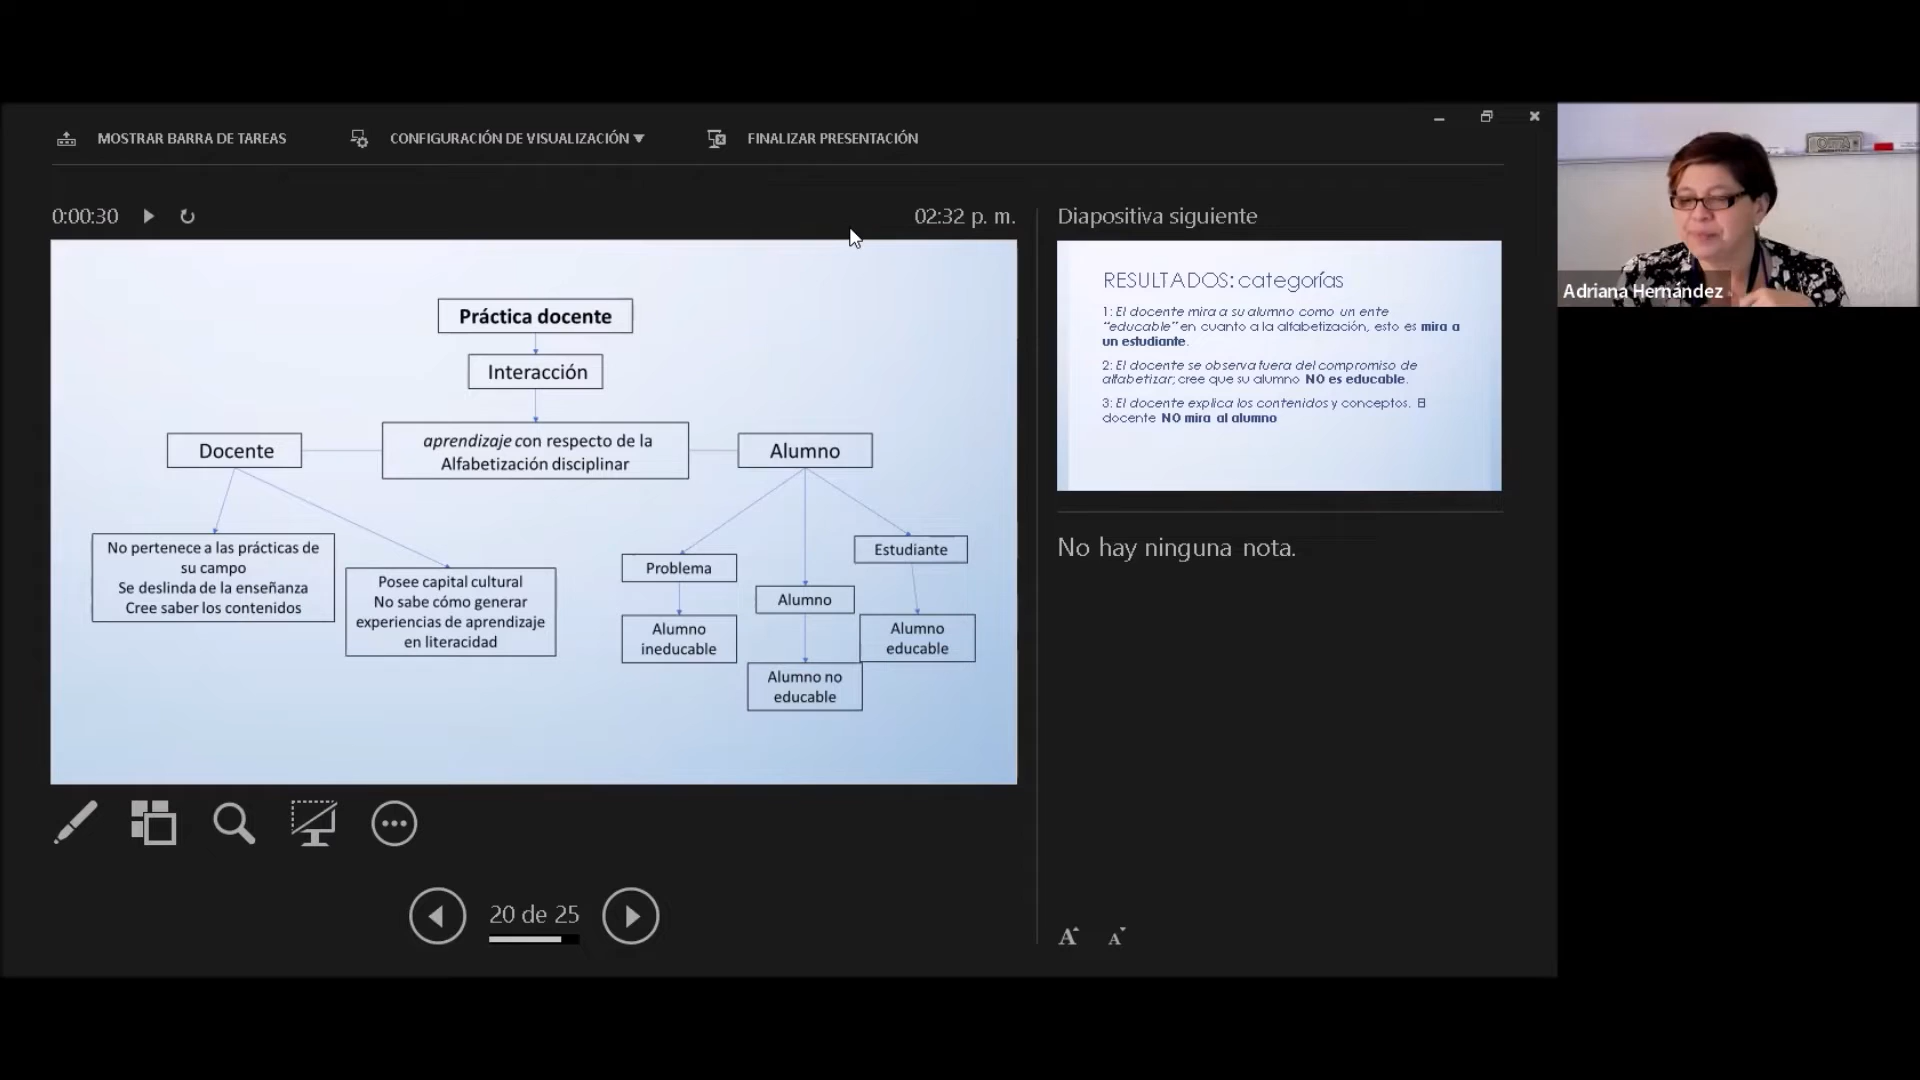 MOSTRAR BARRA DE TAREAS
CONFIGURACIÓN DE VISUALIZACIÓN
FINALIZAR PRESENTACIÓN
0:00:30
02:32 p. m.
Práctica docente
Interacción
Docente
aprendizaje con respecto de la
Alfabetización disciplinar
Alumno
No pertenece a las prácticas de
su campo
Se deslinda de la enseñanza
Cree saber los contenidos
Posee capital cultural
No sabe cómo generar
experiencias de aprendizaje
en literacidad
Problema
Alumno
ineducable
Alumno
Alumno no
educable
Estudiante
Alumno
educable
20 de 25
Diapositiva siguiente
RESULTADOS: categorías
1: El docente mira a su alumno como un ente
“educable” en cuanto a la alfabetización, esto es mira a
un estudiante.
2: El docente se observa fuera del compromiso de
alfabetizar; cree que su alumno NO es educable.
3: El docente explica los contenidos y conceptos. El
docente NO mira al alumno
No hay ninguna nota.
A A
Adriana Hernández